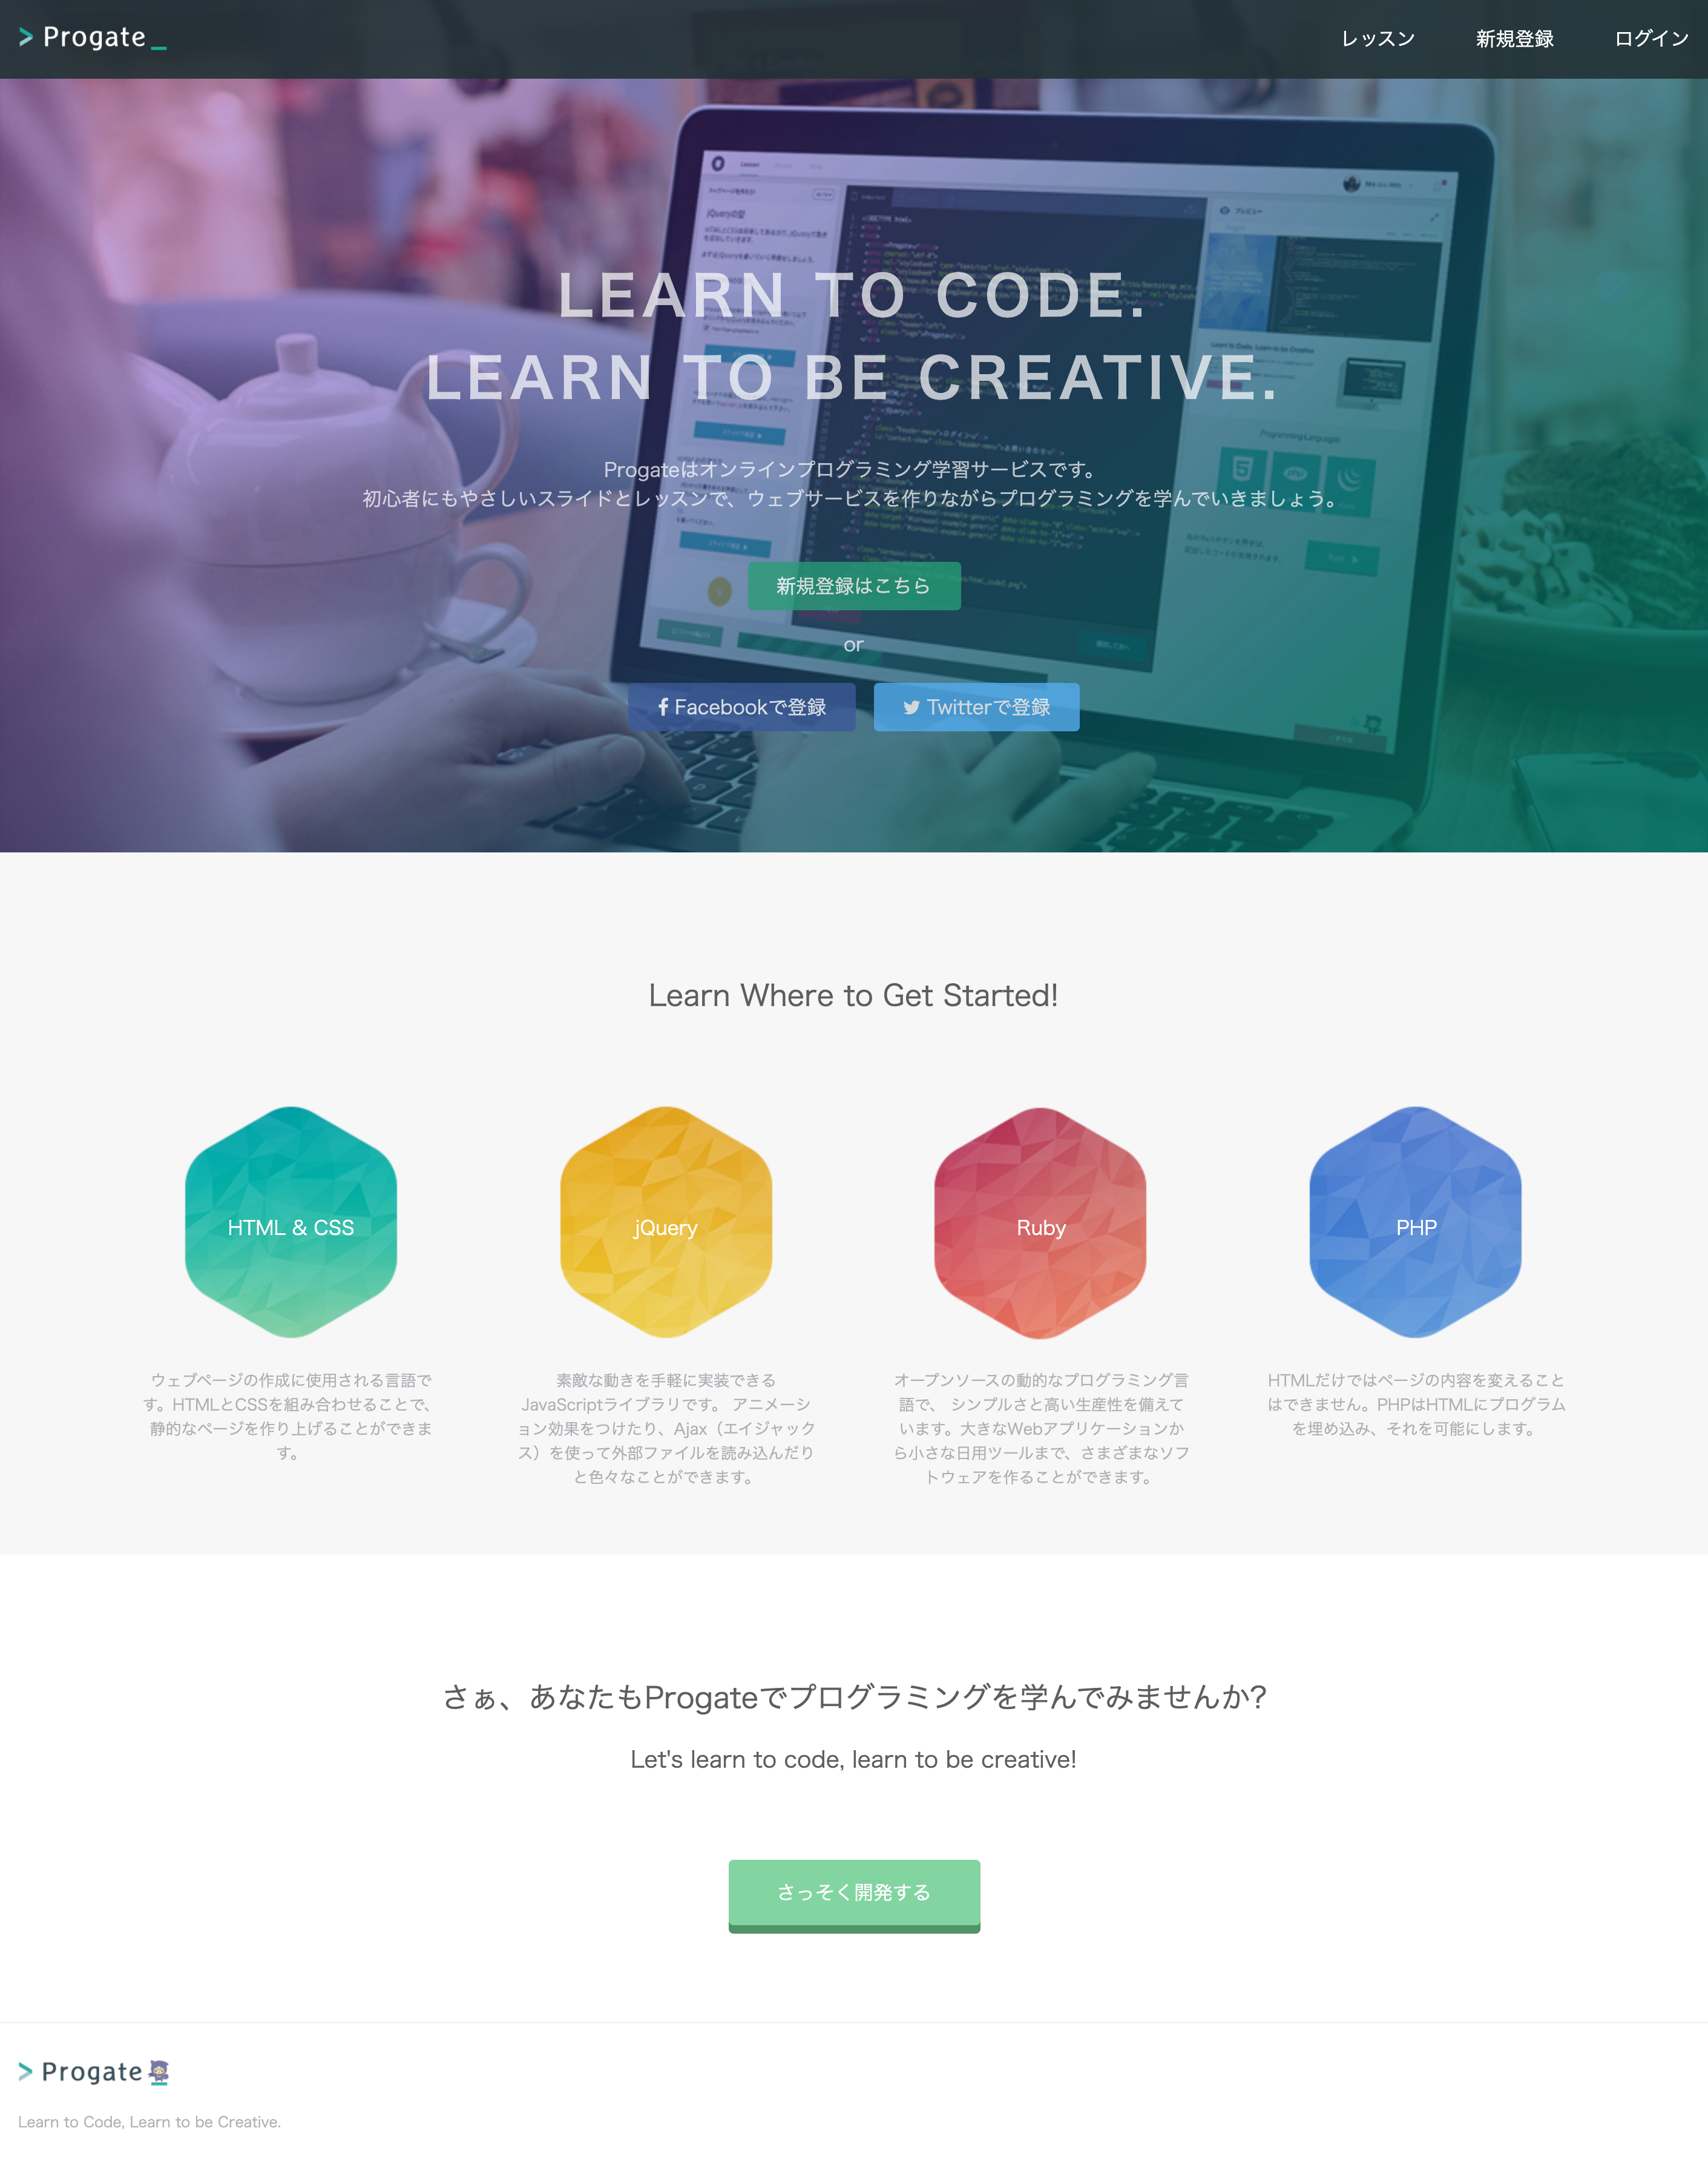 > Progate_
レッスン
新規登録
ログイン
LEARN TO CODE.
LEARN TO BE CREATIVE.
Progateはオンラインプログラミング学習サービスです。
初心者にもやさしいスライドとレッスンで、ウェブサービスを作りながらプログラミングを学んでいきましょう。
新規登録はこちら
or
Facebookで登録
Twitterで登録
Learn Where to Get Started!
HTML & CSS
ウェブページの作成に使用される言語で
す。HTMLとCSSを組み合わせることで、
静的なページを作り上げることができま
す。
jQuery
素敵な動きを手軽に実装できる
JavaScriptライブラリです。 アニメーシ
ョン効果をつけたり、Ajax（エイジャック
ス）を使って外部ファイルを読み込んだり
と色々なことができます。
Ruby
オープンソースの動的なプログラミング言
語で、 シンプルさと高い生産性を備えて
います。大きなWebアプリケーションか
ら小さな日用ツールまで、さまざまなソフ
トウェアを作ることができます。
PHP
HTMLだけではページの内容を変えること
はできません。PHPはHTMLにプログラム
を埋め込み、それを可能にします。
さぁ、あなたもProgateでプログラミングを学んでみませんか?
Let's learn to code, learn to be creative!
さっそく開発する
> Progate
Learn to Code, Learn to be Creative.